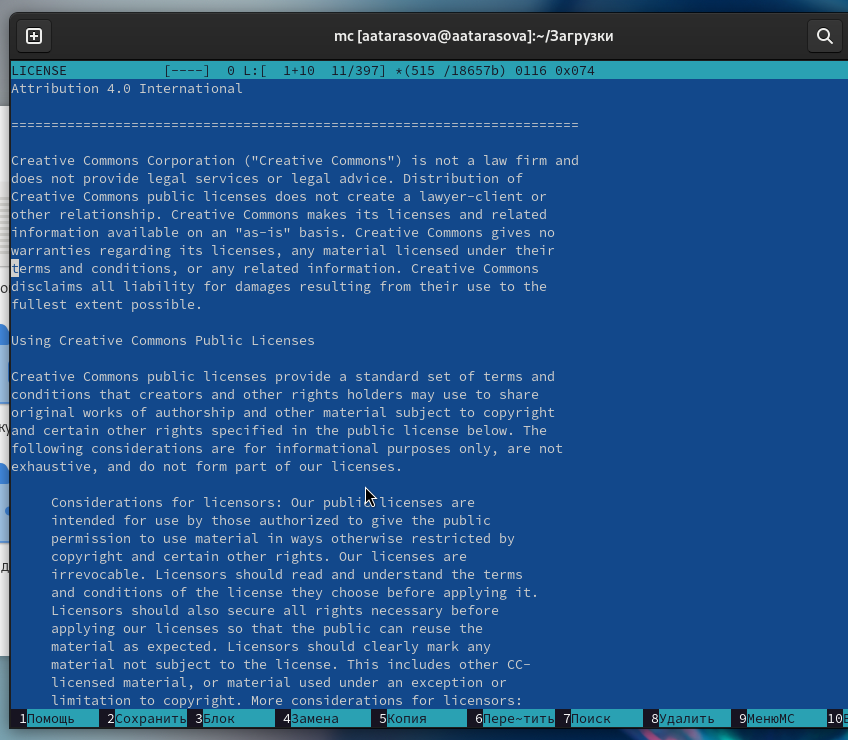 mc [aatarasova@aatarasova]:~/Загрузки
LICENSE [----] 0 L:[ 1+10 11/397] *(515 /18657b) 0116 0x074
Attribution 4.0 International
=======================================================================
Creative Commons Corporation ("Creative Commons") is not a law firm and
does not provide legal services or legal advice. Distribution of
Creative Commons public licenses does not create a lawyer-client or
other relationship. Creative Commons makes its licenses and related
information available on an "as-is" basis. Creative Commons gives no
warranties regarding its licenses, any material licensed under their
terms and conditions, or any related information. Creative Commons
disclaims all liability for damages resulting from their use to the
fullest extent possible.
Using Creative Commons Public Licenses
Creative Commons public licenses provide a standard set of terms and
conditions that creators and other rights holders may use to share
original works of authorship and other material subject to copyright
and certain other rights specified in the public license below. The
following considerations are for informational purposes only, are not
exhaustive, and do not form part of our licenses.
Considerations for licensors: Our public licenses are
intended for use by those authorized to give the public
permission to use material in ways otherwise restricted by
copyright and certain other rights. Our licenses are
irrevocable. Licensors should read and understand the terms
and conditions of the license they choose before applying it.
Licensors should also secure all rights necessary before
applying our licenses so that the public can reuse the
material as expected. Licensors should clearly mark any
material not subject to the license. This includes other CC-
licensed material, or material used under an exception or
limitation to copyright. More considerations for licensors:
1Помощь 2Сохранить 3Блок 4Замена 5Копия 6Пере~тить 7Поиск 8Удалить 9МенюMC 10